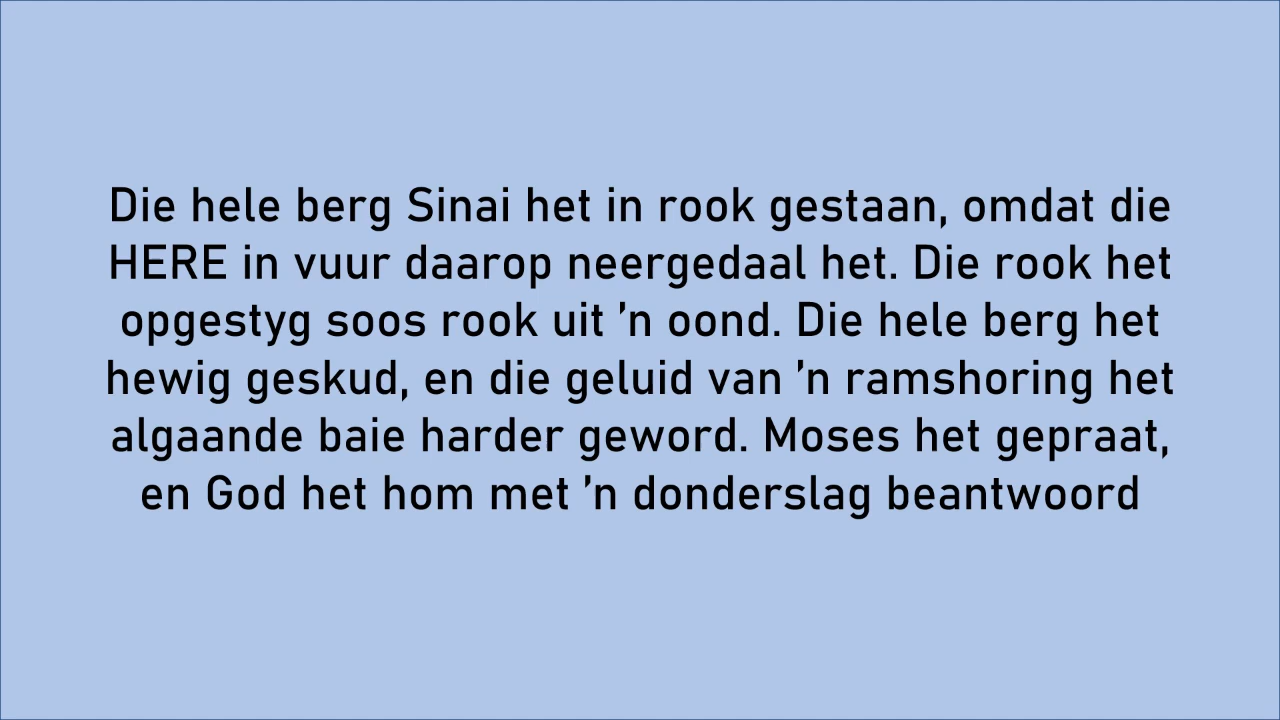 Die hele berg Sinai het in rook gestaan, omdat die
HERE in vuur daarop neergedaal het. Die rook het
opgestyg soos rook uit ’n oond. Die hele berg het
hewig geskud, en die geluid van ’n ramshoring het
algaande baie harder geword. Moses het gepraat,
en God het hom met ’n donderslag beantwoord